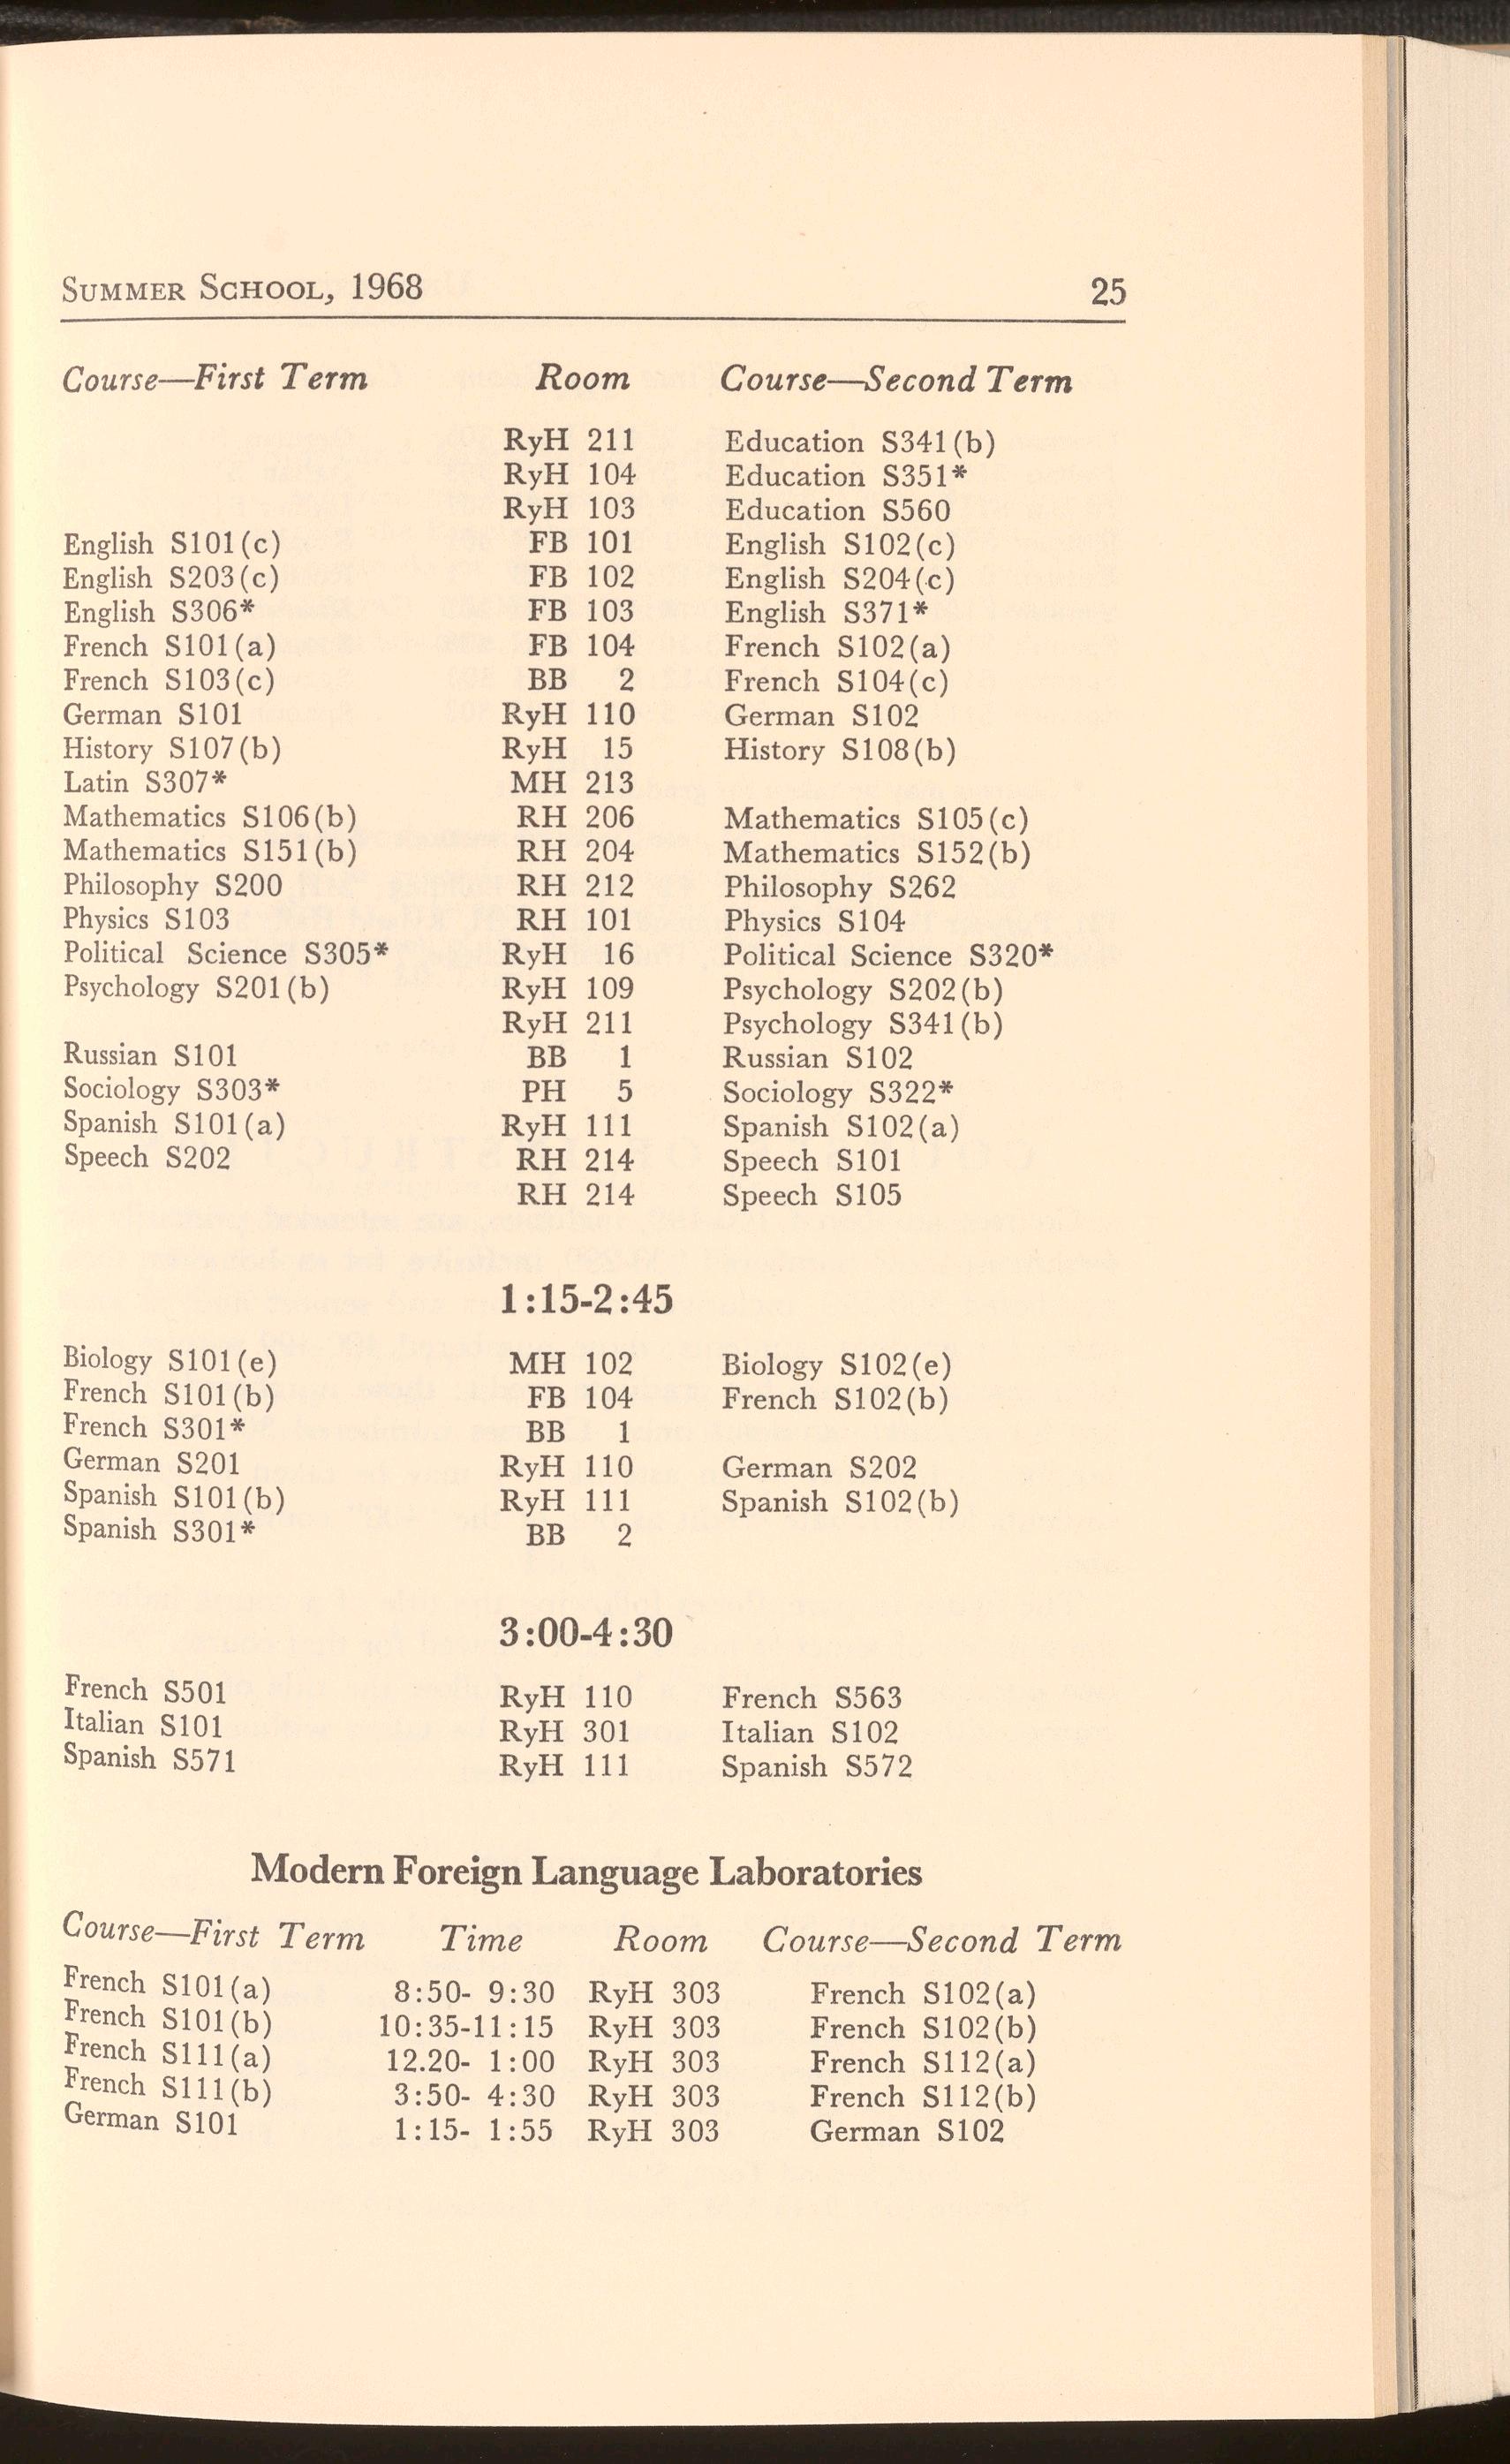 SUMMER SCHOOL, 1968 25
Course—First Term Room Course—Second Term
RyH 211 Education S341(b)
RyH 104 Education S351*
RyH 103 Education S560
English S101(c) FB 101 English S102(c)
English S203(c) FB 102 English S204(c)
English S306* FB 103 English S371*
French S101(a) FB 104 French S102(a)
French S103(c) BB 2 French S104(c)
German S101 RyH 110 German S102
History S107(b) RyH 15 History S108(b)
Latin S307* MH 213
Mathematics S106(b) RH 206 Mathematics S105(c)
Mathematics S151(b) RH 204 Mathematics S152(b)
Philosophy S200 RH 212 Philosophy S262
Physics S103 RH 101 Physics S104
Political Science S305* RyH 16 Political Science S320*
Psychology S201(b) RyH 109 Psychology S202(b)
RyH 211 Psychology S341(b)
Russian S101 BB 1 Russian S102
Sociology S303* PH 5 Sociology S322*
Spanish S101(a) RyH 111 Spanish S102(a)
Speech S202 RH 214 Speech S101
RH 214 Speech S105
1:15-2:45
Biology S101(e) MH 102 Biology S102(e)
French S101(b) FB 104 French S102(b)
French S301* BB 1
German S201 RyH 110 German S202
Spanish S101(b) RyH 111 Spanish S102(b)
Spanish S301* BB 2
3:00-4:30
French S501 RyH 110 French S563
Italian S101 RyH 301 Italian S102
Spanish S571 RyH 111 Spanish S572
Modern Foreign Language Laboratories
Course—First Term Time Room Course—Second Term
French S101(a) 8:50- 9:30 RyH 303 French S102(a)
French S101(b) 10:35-11:15 RyH 303 French S102(b)
French S111(a) 12.20- 1:00 RyH 303 French S112(a)
French S111(b) 3:50- 4:30 RyH 303 French S112(b)
German S101 1:15- 1:55 RyH 303 German S102